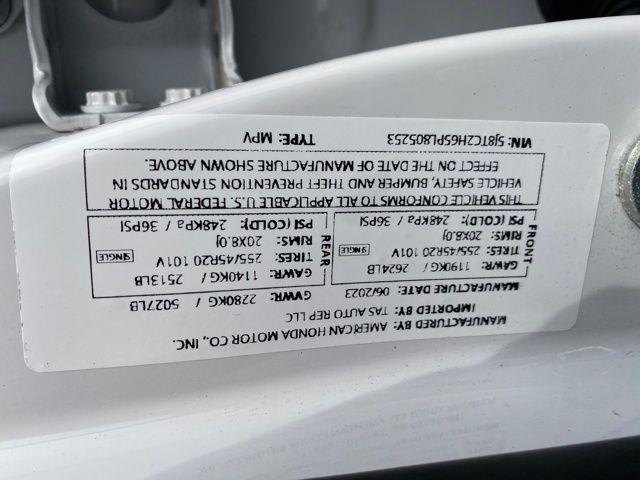 MANUFACTURED BY: AMERICAN HONDA MOTOR CO., INC.
IMPORTED BY: TAS AUTO REP LLC
MANUFACTURE DATE: 06/2023 GVWR: 2280KG / 5027LB
FRONT
GAWR: 1190KG / 2624LB
TIRES: 255/45R20 101V SINGLE
RIMS: 20X8.0J
PSI (COLD): 248KPa / 36PSI
REAR
GAWR: 1140KG / 2513LB
TIRES: 255/45R20 101V SINGLE
RIMS: 20X8.0J
PSI (COLD): 248KPa / 36PSI
THIS VEHICLE CONFORMS TO ALL APPLICABLE U.S. FEDERAL MOTOR
VEHICLE SAFETY, BUMPER AND THEFT PREVENTION STANDARDS IN
EFFECT ON THE DATE OF MANUFACTURE SHOWN ABOVE.
VIN: 5J8TC2H65PL805253 TYPE: MPV